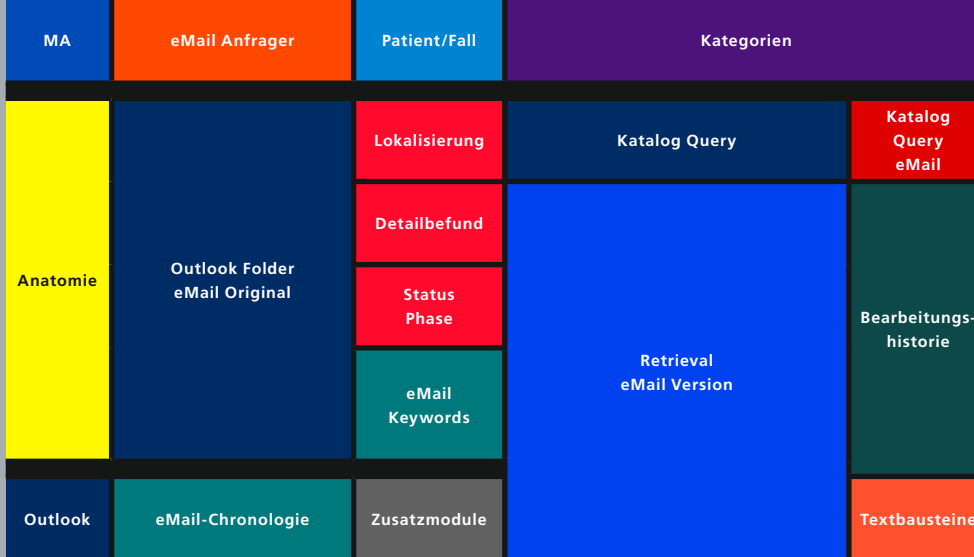 MA
eMail Anfrager
Patient/Fall
Kategorien
Anatomie
Outlook Folder
eMail Original
Lokalisierung
Detailbefund
Status
Phase
eMail
Keywords
Katalog Query
Katalog
Query
eMail
Retrieval
eMail Version
Bearbeitungs-
historie
Outlook
eMail-Chronologie
Zusatzmodule
Textbausteine